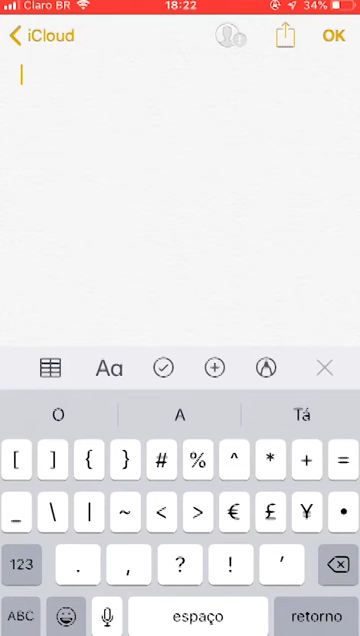 Claro BR 18:22 34%
iCloud OK
Aa
O A Tá
[ ] { } # % ^ * + =
_ \ | ~ < > € £ ¥ •
123 . , ? ! ’
ABC espaço retorno